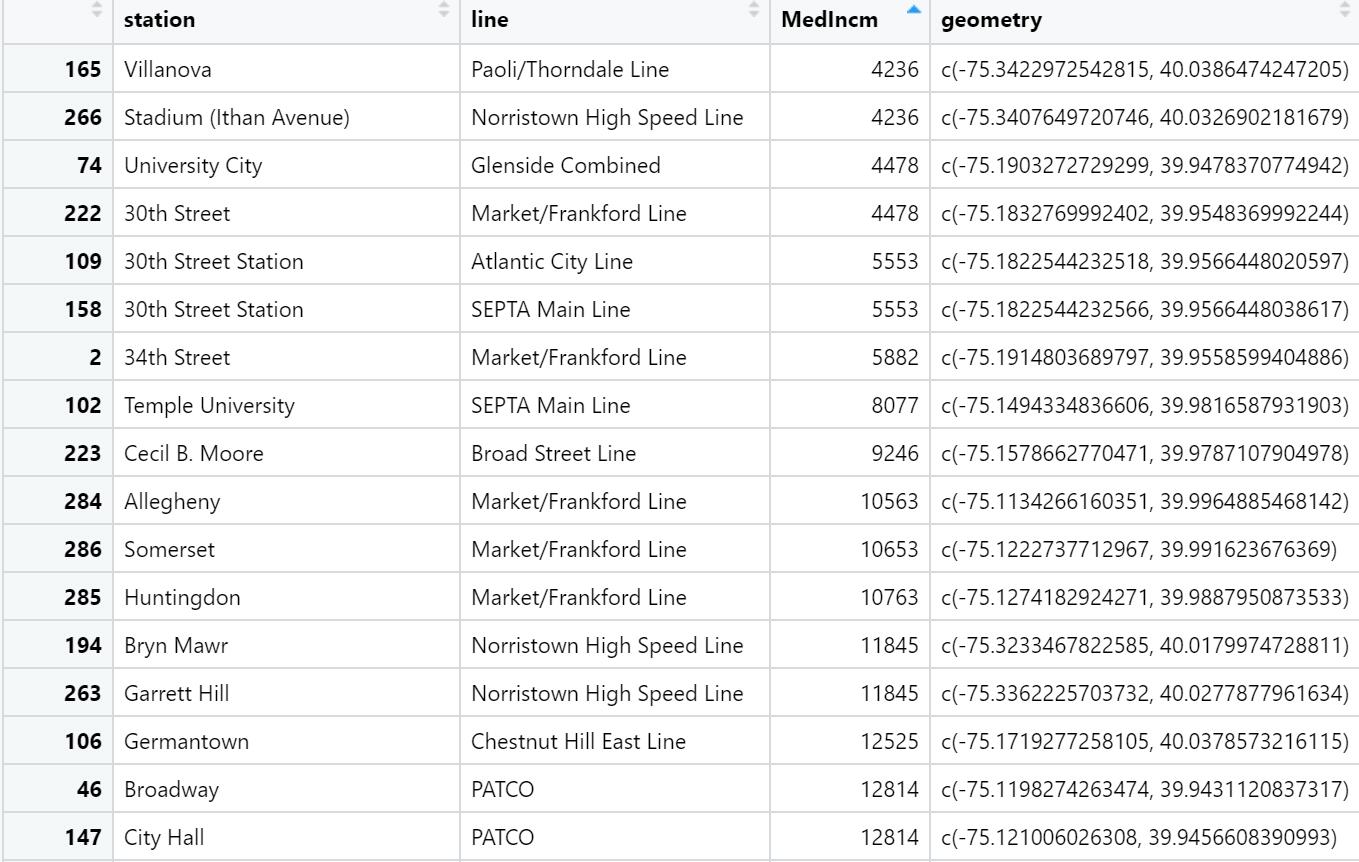 station line MedIncm geometry
165 Villanova Paoli/Thorndale Line 4236 c(-75.3422972542815, 40.0386474247205)
266 Stadium (Ithan Avenue) Norristown High Speed Line 4236 c(-75.3407649720746, 40.0326902181679)
74 University City Glenside Combined 4478 c(-75.1903272729299, 39.9478370774942)
222 30th Street Market/Frankford Line 4478 c(-75.1832769992402, 39.9548369992244)
109 30th Street Station Atlantic City Line 5553 c(-75.1822544232518, 39.9566448020597)
158 30th Street Station SEPTA Main Line 5553 c(-75.1822544232566, 39.9566448038617)
2 34th Street Market/Frankford Line 5882 c(-75.1914803689797, 39.9558599404886)
102 Temple University SEPTA Main Line 8077 c(-75.1494334836606, 39.9816587931903)
223 Cecil B. Moore Broad Street Line 9246 c(-75.1578662770471, 39.9787107904978)
284 Allegheny Market/Frankford Line 10563 c(-75.1134266160351, 39.9964885468142)
286 Somerset Market/Frankford Line 10653 c(-75.1222737712967, 39.991623676369)
285 Huntingdon Market/Frankford Line 10763 c(-75.1274182924271, 39.9887950873533)
194 Bryn Mawr Norristown High Speed Line 11845 c(-75.3233467822585, 40.0179974728811)
263 Garrett Hill Norristown High Speed Line 11845 c(-75.3362225703732, 40.0277877961634)
106 Germantown Chestnut Hill East Line 12525 c(-75.1719277258105, 40.0378573216115)
46 Broadway PATCO 12814 c(-75.1198274263474, 39.9431120837317)
147 City Hall PATCO 12814 c(-75.121006026308, 39.9456608390993)